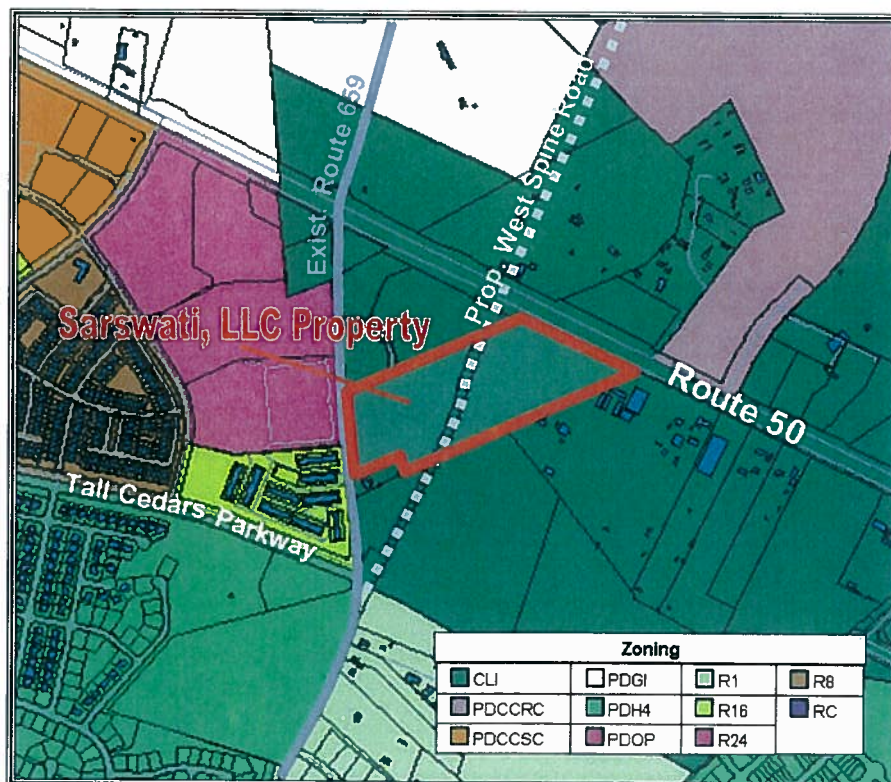 Exist. Route 659
Prop. West Spine Road
Sarswati, LLC Property
Route 50
Tall Cedars Parkway
Zoning
CLI PDGI R1 R8
PDCCRC PDH4 R16 RC
PDCCSC PDOP R24